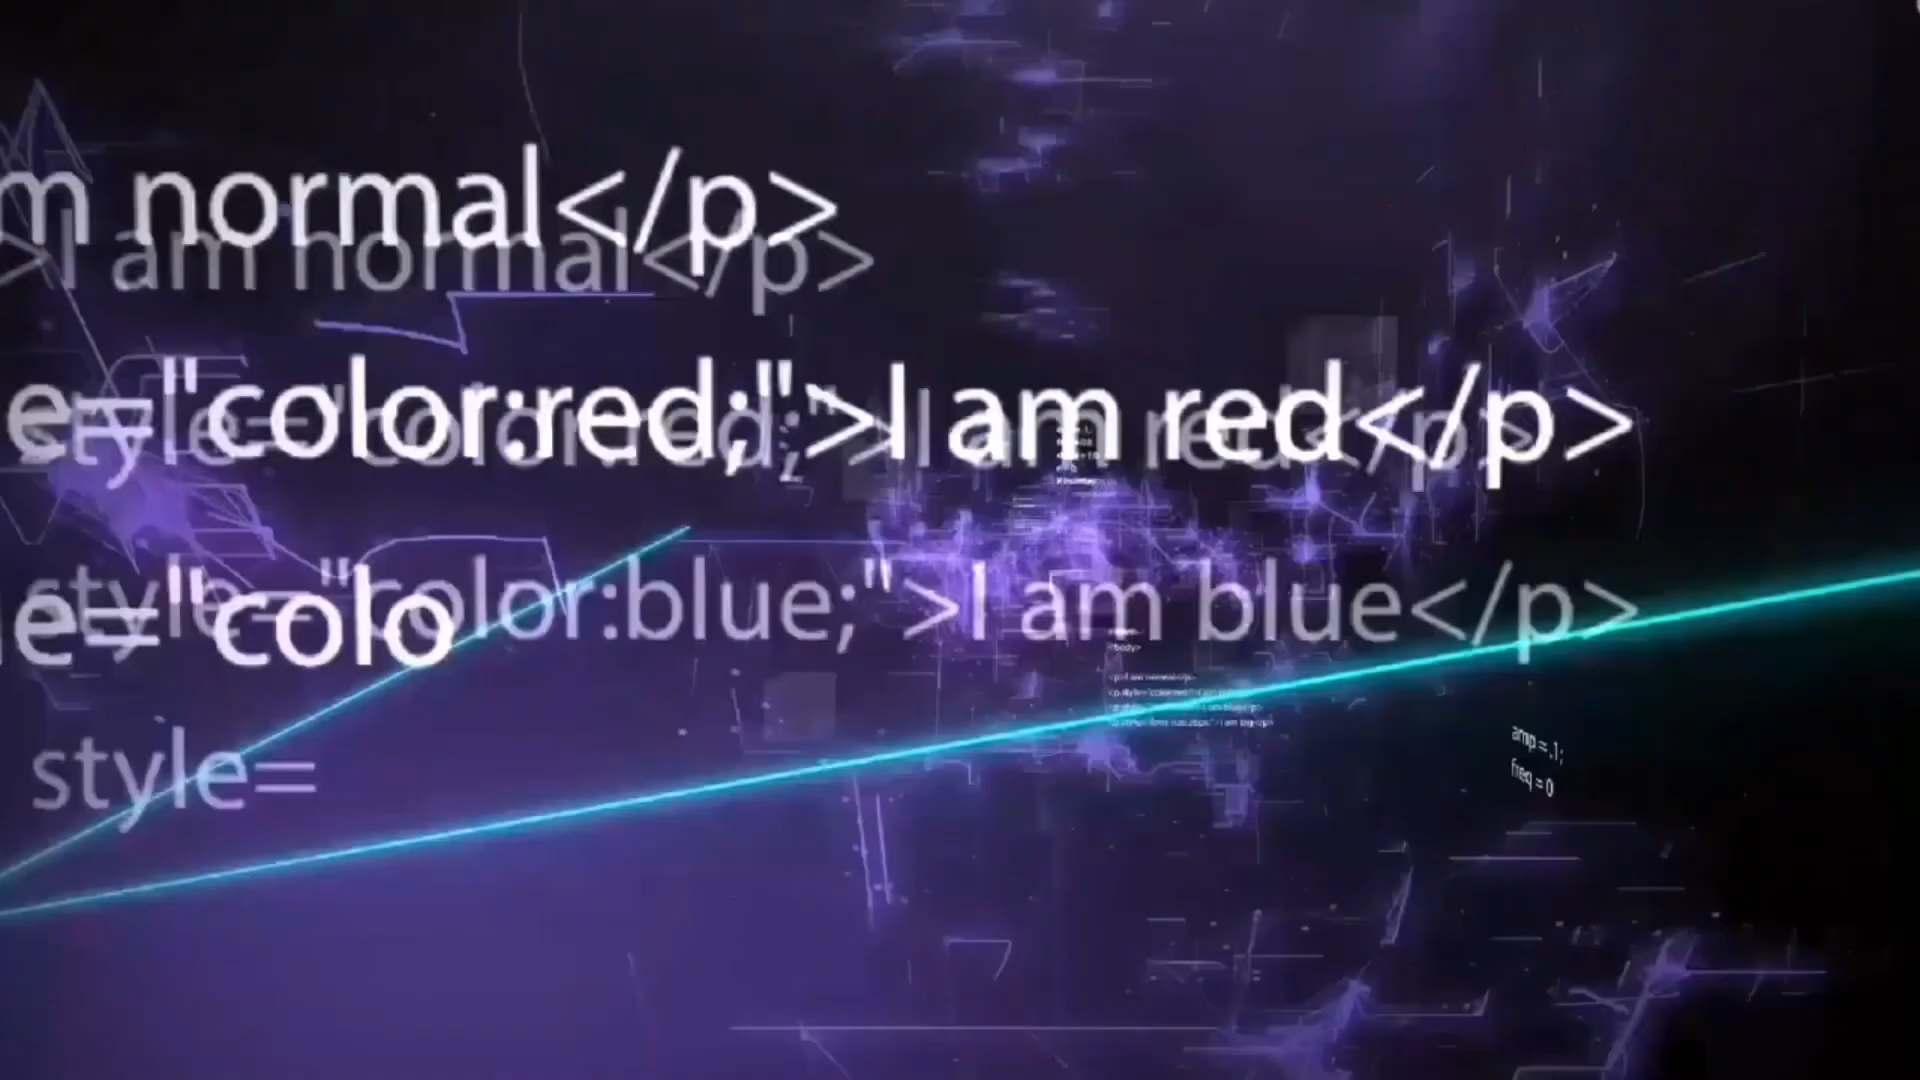 m normal</p>
>I am normal</p>
e="color:red;">I am red</p>
style="color:red;">I am red</p>
style="color:blue;">I am blue</p>
e="colo
style=
<body>
amp = .1;
freq = 0